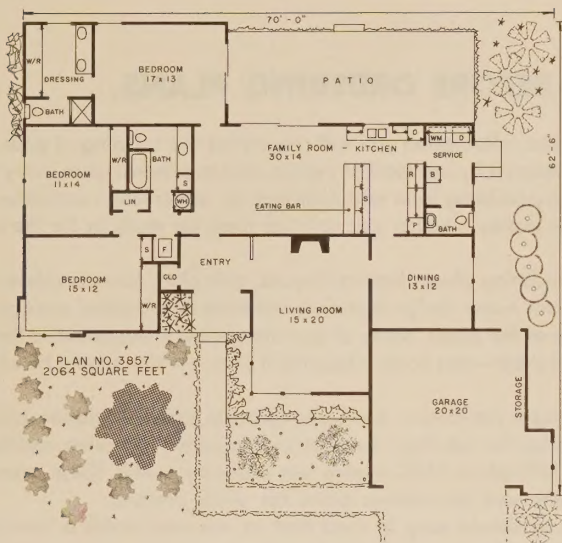 70'-0"
W/R
DRESSING
BATH
BEDROOM
17 x 13
PATIO
62'-6"
BEDROOM
11 x 14
W/R
BATH
S
LIN
WH
FAMILY ROOM - KITCHEN
30 x 14
O
EATING BAR
S
R
P
WM
D
SERVICE
B
BATH
BEDROOM
15 x 12
S
F
CLO
W/R
ENTRY
LIVING ROOM
15 x 20
DINING
13 x 12
PLAN NO. 3857
2064 SQUARE FEET
GARAGE
20 x 20
STORAGE